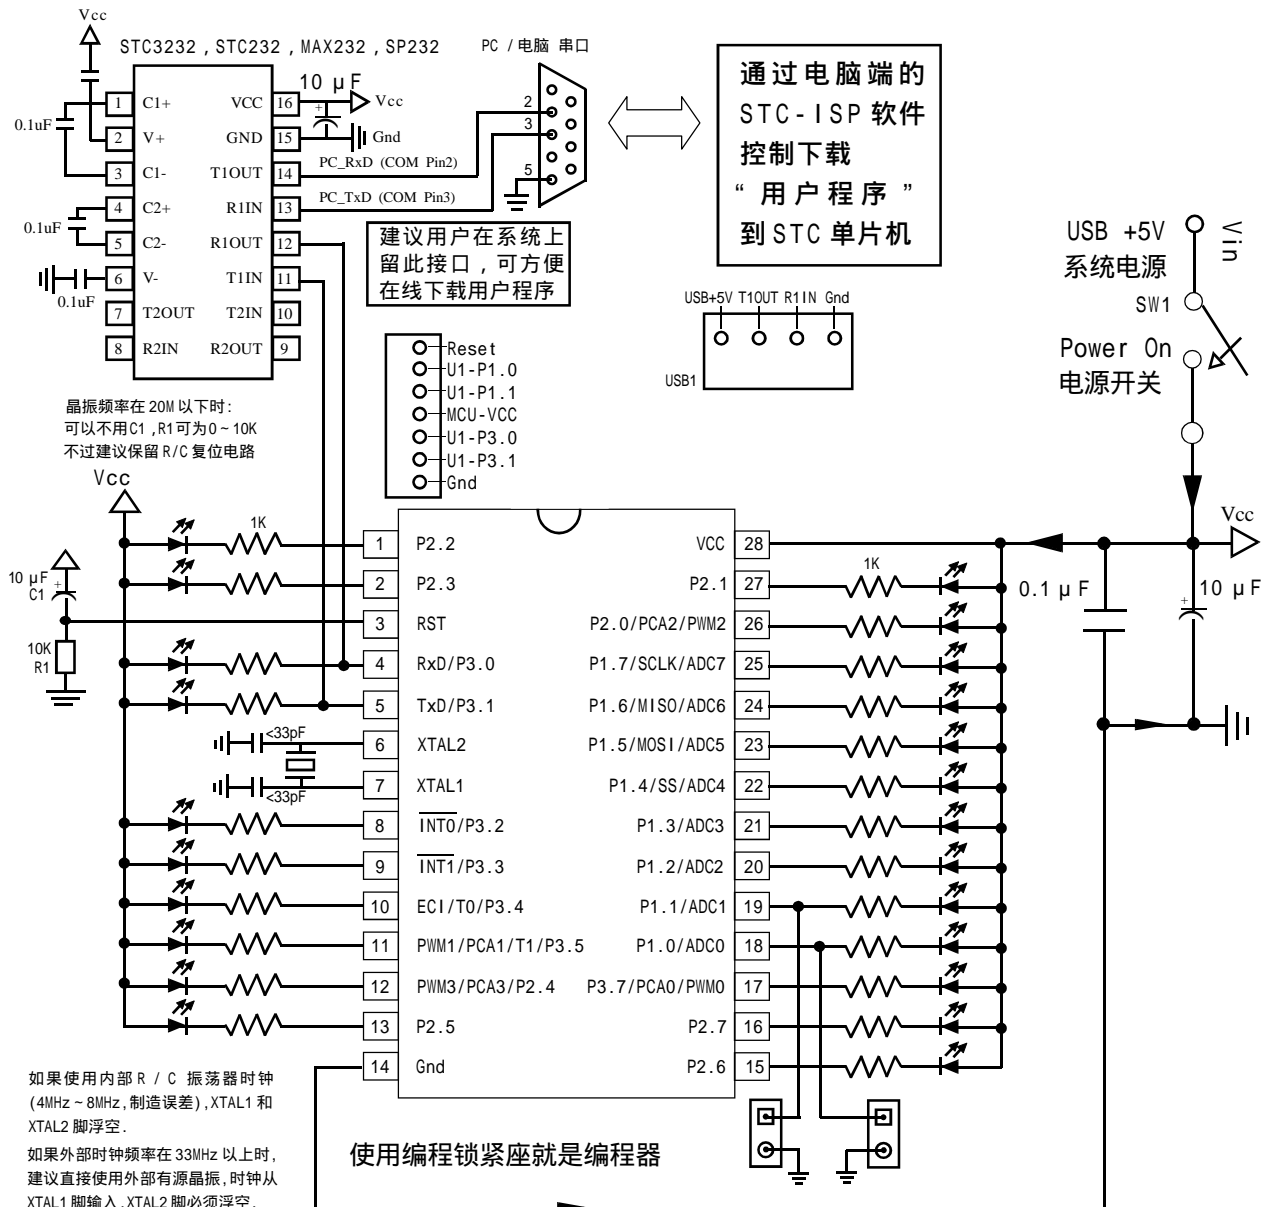 Vcc
STC3232 , STC232 , MAX232 , SP232
PC / 电脑 串口
10 μF
Vcc
Gnd
0.1uF
0.1uF
0.1uF
1 C1+ VCC 16
2 V+ GND 15
3 C1- T1OUT 14
4 C2+ R1IN 13
5 C2- R1OUT 12
6 V- T1IN 11
7 T2OUT T2IN 10
8 R2IN R2OUT 9
2
3
5
PC_RxD (COM Pin2)
PC_TxD (COM Pin3)
通过电脑端的
STC-ISP 软件
控制下载
“ 用户程序 ”
到 STC 单片机
建议用户在系统上
留此接口 , 可方便
在线下载用户程序
USB+5V T1OUT R1IN Gnd
USB1
USB +5V
系统电源
Vin
SW1
Power On
电源开关
Reset
U1-P1.0
U1-P1.1
MCU-VCC
U1-P3.0
U1-P3.1
Gnd
晶振频率在 20M 以下时:
可以不用C1 ,R1可为0~10K
不过建议保留 R/C 复位电路
Vcc
1K
10 μF
C1
10K
R1
<33pF
<33pF
1 P2.2 VCC 28
2 P2.3 P2.1 27
3 RST P2.0/PCA2/PWM2 26
4 RxD/P3.0 P1.7/SCLK/ADC7 25
5 TxD/P3.1 P1.6/MISO/ADC6 24
6 XTAL2 P1.5/MOSI/ADC5 23
7 XTAL1 P1.4/SS/ADC4 22
8 INT0/P3.2 P1.3/ADC3 21
9 INT1/P3.3 P1.2/ADC2 20
10 ECI/T0/P3.4 P1.1/ADC1 19
11 PWM1/PCA1/T1/P3.5 P1.0/ADC0 18
12 PWM3/PCA3/P2.4 P3.7/PCA0/PWM0 17
13 P2.5 P2.7 16
14 Gnd P2.6 15
1K
Vcc
0.1 μF
10 μF
如果使用内部 R / C 振荡器时钟
(4MHz ~ 8MHz,制造误差),XTAL1 和
XTAL2 脚浮空.
如果外部时钟频率在 33MHz 以上时,
建议直接使用外部有源晶振,时钟从
XTAL1 脚输入,XTAL2 脚必须浮空.
使用编程锁紧座就是编程器